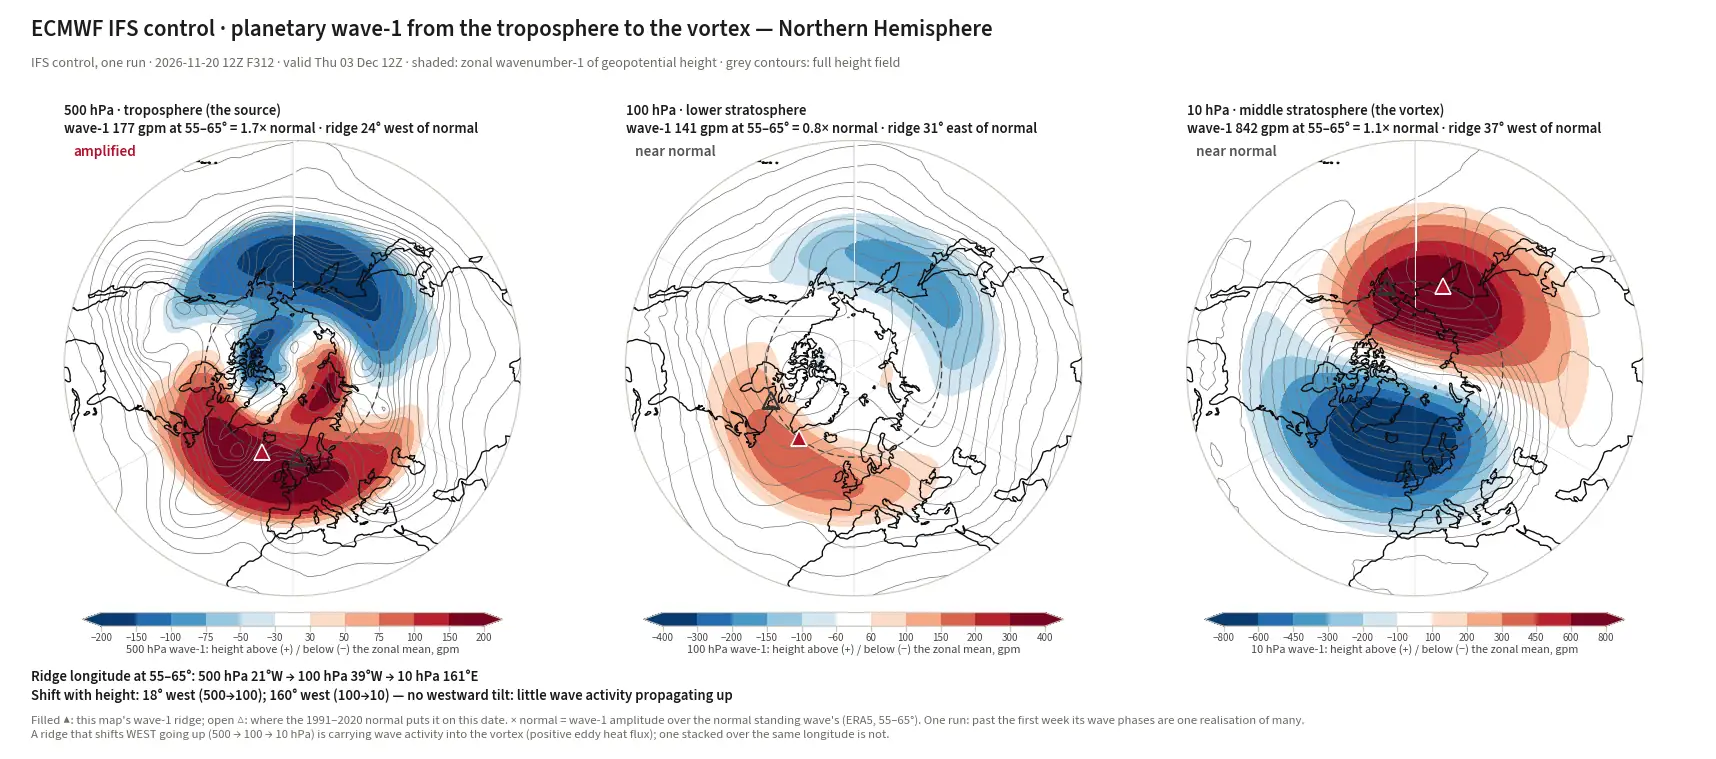 ECMWF IFS control · planetary wave-1 from the troposphere to the vortex — Northern Hemisphere
IFS control, one run · 2026-11-20 12Z F312 · valid Thu 03 Dec 12Z · shaded: zonal wavenumber-1 of geopotential height · grey contours: full height field
500 hPa · troposphere (the source)
wave-1 177 gpm at 55–65° = 1.7× normal · ridge 24° west of normal
amplified
100 hPa · lower stratosphere
wave-1 141 gpm at 55–65° = 0.8× normal · ridge 31° east of normal
near normal
10 hPa · middle stratosphere (the vortex)
wave-1 842 gpm at 55–65° = 1.1× normal · ridge 37° west of normal
near normal
−200 −150 −100 −75 −50 −30 30 50 75 100 150 200
500 hPa wave-1: height above (+) / below (−) the zonal mean, gpm
−400 −300 −200 −150 −100 −60 60 100 150 200 300 400
100 hPa wave-1: height above (+) / below (−) the zonal mean, gpm
−800 −600 −450 −300 −200 −100 100 200 300 450 600 800
10 hPa wave-1: height above (+) / below (−) the zonal mean, gpm
Ridge longitude at 55–65°: 500 hPa 21°W → 100 hPa 39°W → 10 hPa 161°E
Shift with height: 18° west (500→100); 160° west (100→10) — no westward tilt: little wave activity propagating up
Filled ▲: this map's wave-1 ridge; open △: where the 1991–2020 normal puts it on this date. × normal = wave-1 amplitude over the normal standing wave's (ERA5, 55–65°). One run: past the first week its wave phases are one realisation of many.
A ridge that shifts WEST going up (500 → 100 → 10 hPa) is carrying wave activity into the vortex (positive eddy heat flux); one stacked over the same longitude is not.